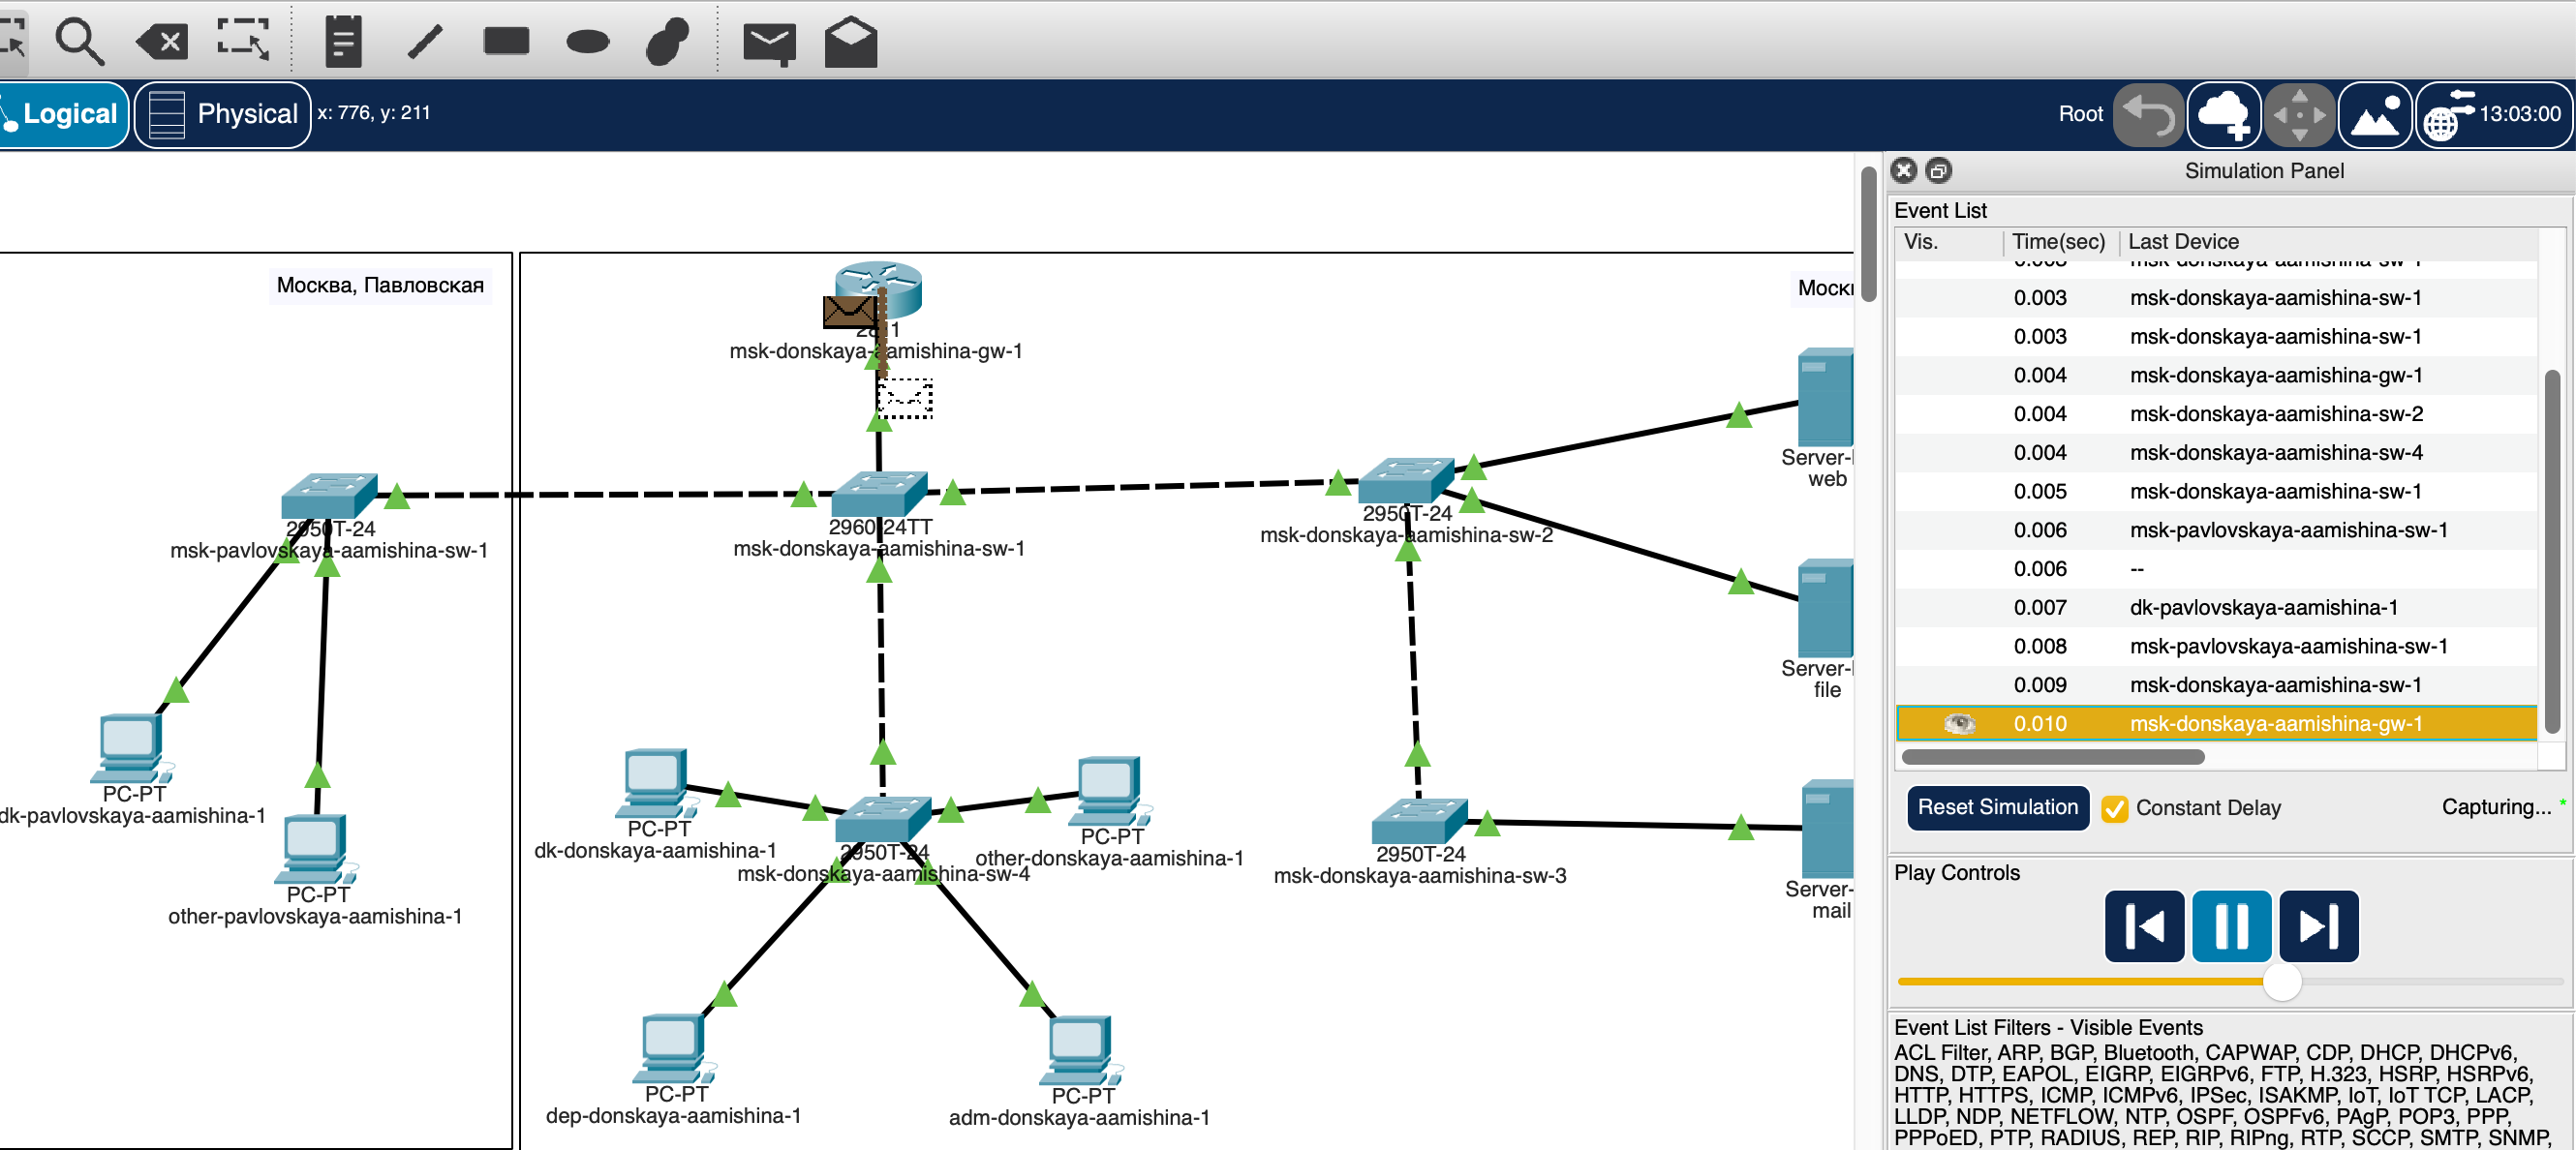 Logical
Physical
x: 776, y: 211
Root
13:03:00
Simulation Panel
Event List
Vis. Time(sec) Last Device
0.003 msk-donskaya-aamishina-sw-1
0.003 msk-donskaya-aamishina-sw-1
0.003 msk-donskaya-aamishina-sw-1
0.004 msk-donskaya-aamishina-gw-1
0.004 msk-donskaya-aamishina-sw-2
0.004 msk-donskaya-aamishina-sw-4
0.005 msk-donskaya-aamishina-sw-1
0.006 msk-pavlovskaya-aamishina-sw-1
0.006 --
0.007 dk-pavlovskaya-aamishina-1
0.008 msk-pavlovskaya-aamishina-sw-1
0.009 msk-donskaya-aamishina-sw-1
0.010 msk-donskaya-aamishina-gw-1
Reset Simulation
Constant Delay
Capturing... *
Play Controls
Event List Filters - Visible Events
ACL Filter, ARP, BGP, Bluetooth, CAPWAP, CDP, DHCP, DHCPv6,
DNS, DTP, EAPOL, EIGRP, EIGRPv6, FTP, H.323, HSRP, HSRPv6,
HTTP, HTTPS, ICMP, ICMPv6, IPSec, ISAKMP, IoT, IoT TCP, LACP,
LLDP, NDP, NETFLOW, NTP, OSPF, OSPFv6, PAgP, POP3, PPP,
PPPoED, PTP, RADIUS, REP, RIP, RIPng, RTP, SCCP, SMTP, SNMP,
Москва, Павловская
msk-donskaya-aamishina-gw-1
2950T-24
msk-pavlovskaya-aamishina-sw-1
2960-24TT
msk-donskaya-aamishina-sw-1
2950T-24
msk-donskaya-aamishina-sw-2
Server-
web
Server-
file
PC-PT
dk-pavlovskaya-aamishina-1
PC-PT
other-pavlovskaya-aamishina-1
PC-PT
dk-donskaya-aamishina-1
2950T-24
msk-donskaya-aamishina-sw-4
PC-PT
other-donskaya-aamishina-1
2950T-24
msk-donskaya-aamishina-sw-3
Server-
mail
PC-PT
dep-donskaya-aamishina-1
PC-PT
adm-donskaya-aamishina-1